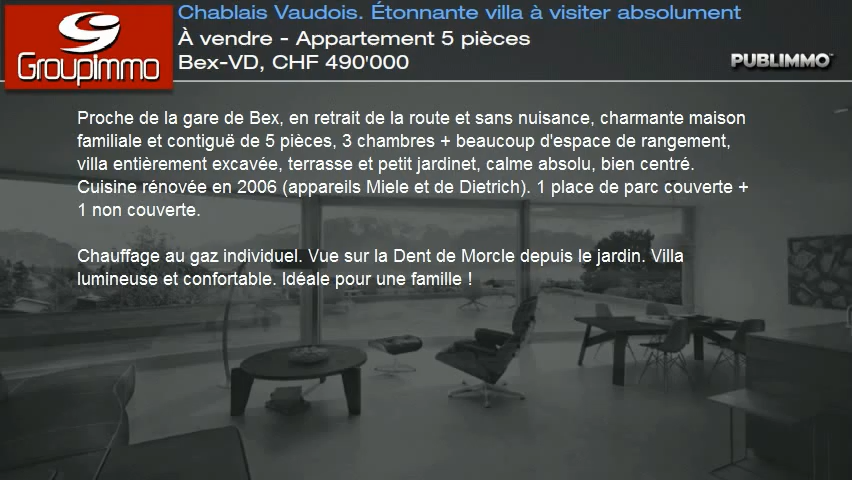 Groupimmo
Chablais Vaudois. Étonnante villa à visiter absolument
À vendre - Appartement 5 pièces
Bex-VD, CHF 490'000
PUBLIMMO
Proche de la gare de Bex, en retrait de la route et sans nuisance, charmante maison
familiale et contiguë de 5 pièces, 3 chambres + beaucoup d'espace de rangement,
villa entièrement excavée, terrasse et petit jardinet, calme absolu, bien centré.
Cuisine rénovée en 2006 (appareils Miele et de Dietrich). 1 place de parc couverte +
1 non couverte.
Chauffage au gaz individuel. Vue sur la Dent de Morcle depuis le jardin. Villa
lumineuse et confortable. Idéale pour une famille !